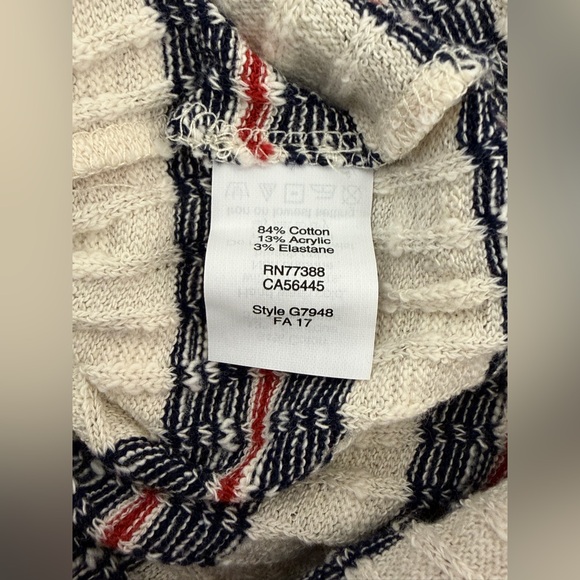 84% Cotton
13% Acrylic
3% Elastane
RN77388
CA56445
Style G7948
FA 17